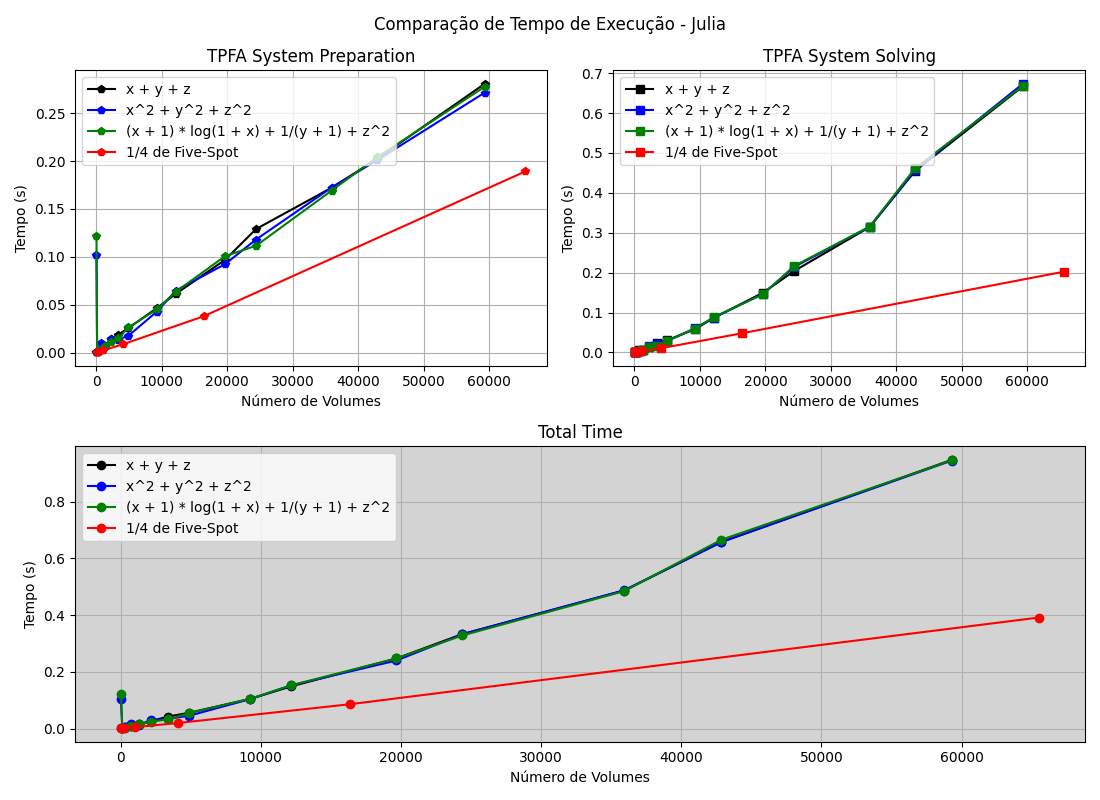 Comparação de Tempo de Execução - Julia
TPFA System Preparation
x + y + z
x^2 + y^2 + z^2
(x + 1) * log(1 + x) + 1/(y + 1) + z^2
1/4 de Five-Spot
Tempo (s)
0.25
0.20
0.15
0.10
0.05
0.00
0 10000 20000 30000 40000 50000 60000
Número de Volumes
TPFA System Solving
x + y + z
x^2 + y^2 + z^2
(x + 1) * log(1 + x) + 1/(y + 1) + z^2
1/4 de Five-Spot
Tempo (s)
0.7
0.6
0.5
0.4
0.3
0.2
0.1
0.0
0 10000 20000 30000 40000 50000 60000
Número de Volumes
Total Time
x + y + z
x^2 + y^2 + z^2
(x + 1) * log(1 + x) + 1/(y + 1) + z^2
1/4 de Five-Spot
Tempo (s)
0.8
0.6
0.4
0.2
0.0
0 10000 20000 30000 40000 50000 60000
Número de Volumes